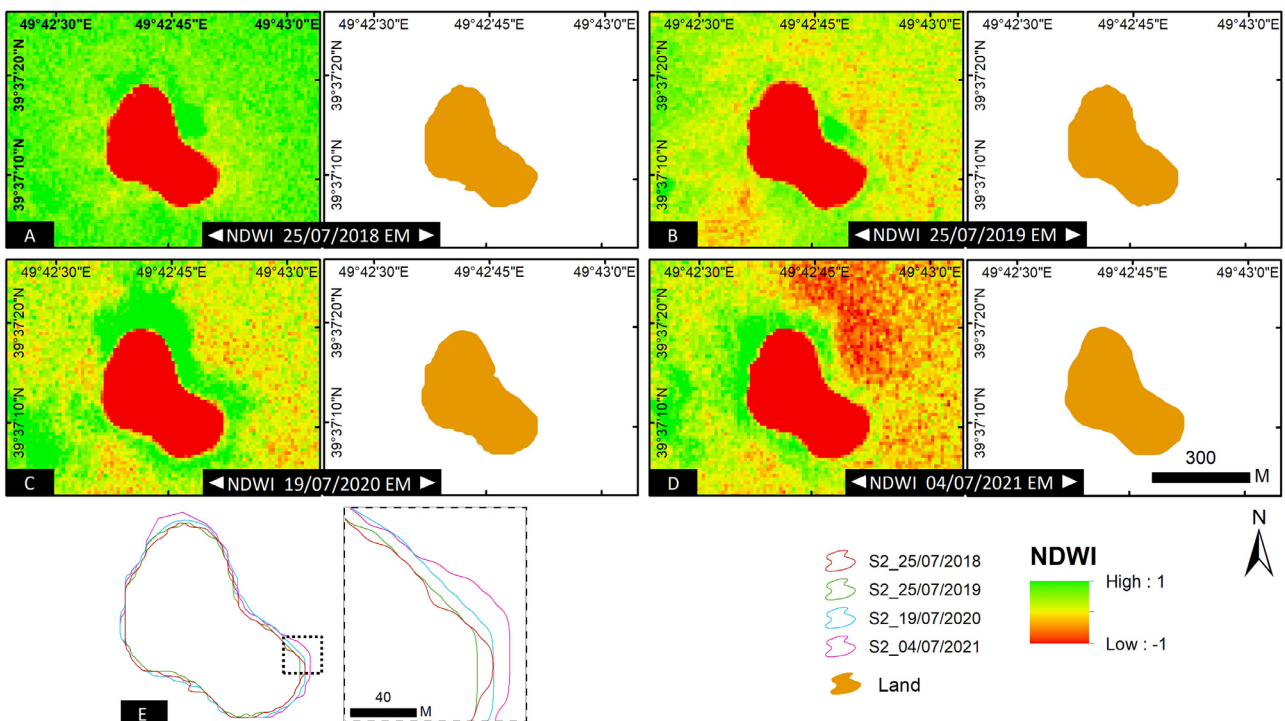 49°42'30"E 49°42'45"E 49°43'0"E
39°37'20"N
39°37'10"N
A
◄NDWI 25/07/2018 EM ►
49°42'30"E 49°42'45"E 49°43'0"E
39°37'20"N
39°37'10"N
49°42'30"E 49°42'45"E 49°43'0"E
39°37'20"N
39°37'10"N
B
◄NDWI 25/07/2019 EM ►
49°42'30"E 49°42'45"E 49°43'0"E
39°37'20"N
39°37'10"N
49°42'30"E 49°42'45"E 49°43'0"E
39°37'20"N
39°37'10"N
C
◄NDWI 19/07/2020 EM ►
49°42'30"E 49°42'45"E 49°43'0"E
39°37'20"N
39°37'10"N
49°42'30"E 49°42'45"E 49°43'0"E
39°37'20"N
39°37'10"N
D
◄NDWI 04/07/2021 EM ►
49°42'30"E 49°42'45"E 49°43'0"E
39°37'20"N
39°37'10"N
300
M
E
40
M
S2_25/07/2018
S2_25/07/2019
S2_19/07/2020
S2_04/07/2021
Land
NDWI
High : 1
Low : -1
N